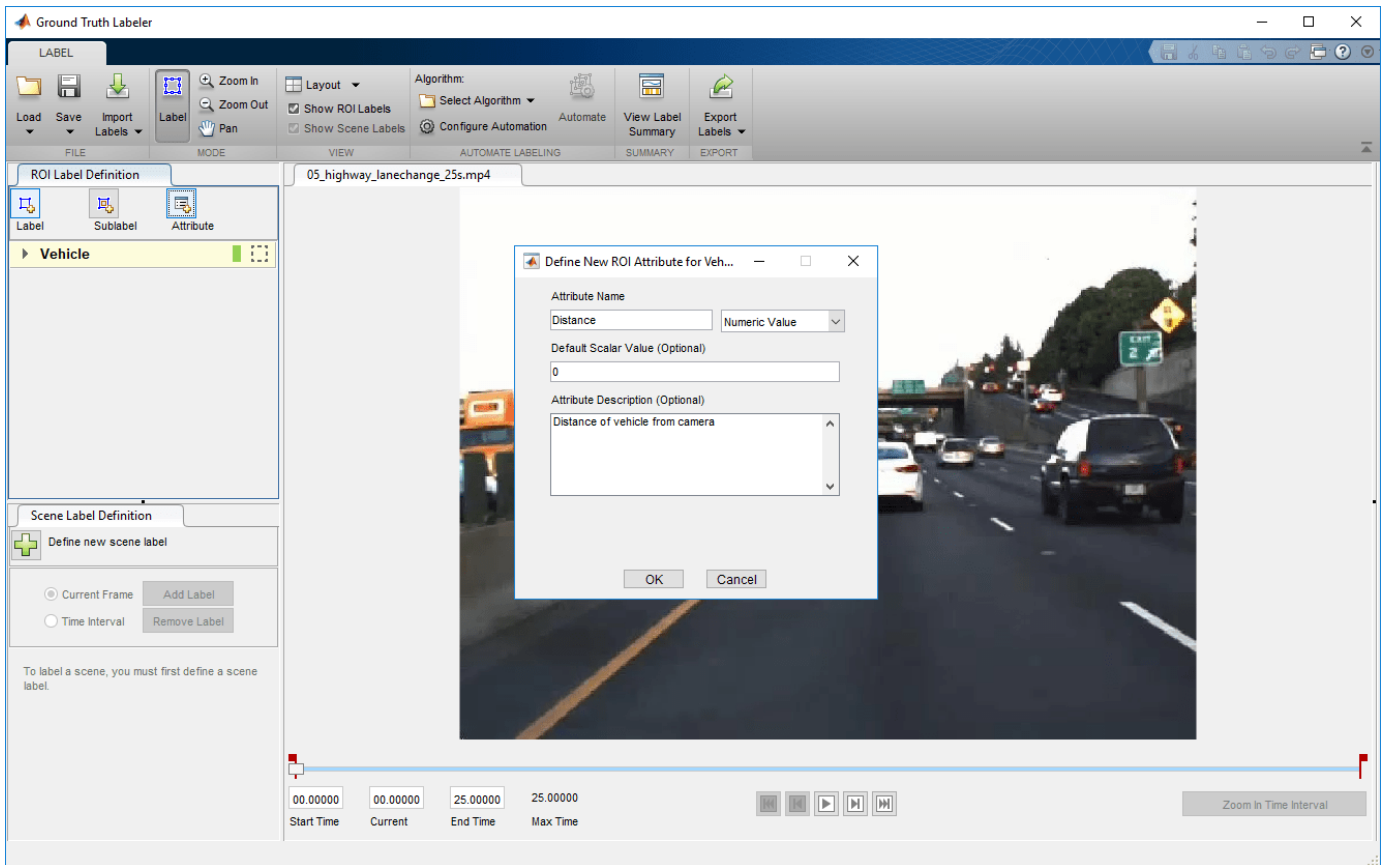 Ground Truth Labeler
LABEL
Load
Save
Import
Labels
Label
Zoom In
Zoom Out
Pan
Layout
Show ROI Labels
Show Scene Labels
Algorithm:
Select Algorithm
Configure Automation
Automate
View Label
Summary
Export
Labels
FILE
MODE
VIEW
AUTOMATE LABELING
SUMMARY
EXPORT
ROI Label Definition
Label
Sublabel
Attribute
Vehicle
05_highway_lanechange_25s.mp4
EXIT
2
Define New ROI Attribute for Veh...
Attribute Name
Distance
Numeric Value
Default Scalar Value (Optional)
0
Attribute Description (Optional)
Distance of vehicle from camera
OK
Cancel
Scene Label Definition
Define new scene label
Current Frame
Add Label
Time Interval
Remove Label
To label a scene, you must first define a scene
label.
00.00000
00.00000
25.00000
25.00000
Start Time
Current
End Time
Max Time
Zoom In Time Interval